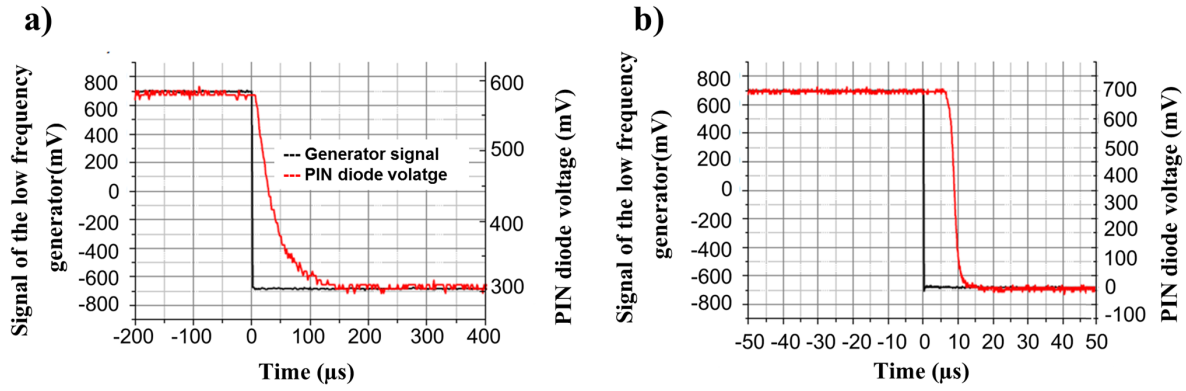 a)
Signal of the low frequency
generator(mV)
800
600
400
200
0
-200
-400
-600
-800
-200 -100 0 100 200 300 400
Time (µs)
600
500
400
300
PIN diode voltage (mV)
Generator signal
PIN diode volatge
b)
Signal of the low frequency
generator(mV)
800
600
400
200
0
-200
-400
-600
-800
-50 -40 -30 -20 -10 0 10 20 30 40 50
Time (µs)
700
600
500
400
300
200
100
0
-100
PIN diode voltage (mV)